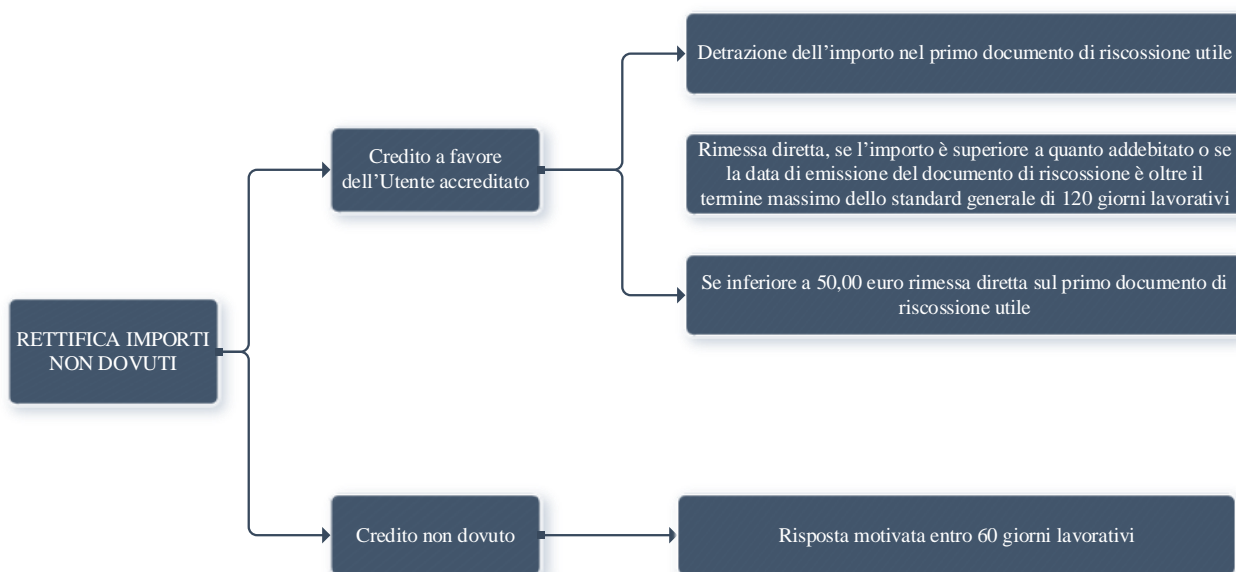 RETTIFICA IMPORTI
NON DOVUTI
Credito a favore
dell’Utente accreditato
Detrazione dell’importo nel primo documento di riscossione utile
Rimessa diretta, se l’importo è superiore a quanto addebitato o se
la data di emissione del documento di riscossione è oltre il
termine massimo dello standard generale di 120 giorni lavorativi
Se inferiore a 50,00 euro rimessa diretta sul primo documento di
riscossione utile
Credito non dovuto
Risposta motivata entro 60 giorni lavorativi